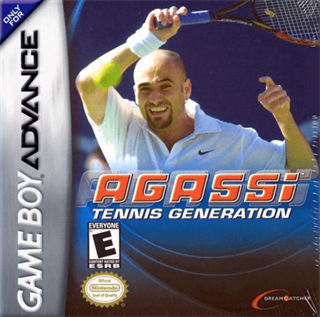 ONLY
FOR
GAME BOY ADVANCE
AGASSI
TENNIS GENERATION
EVERYONE
E
CONTENT RATED BY
ESRB
Official
Nintendo
Seal of Quality
DREAMCATCHER